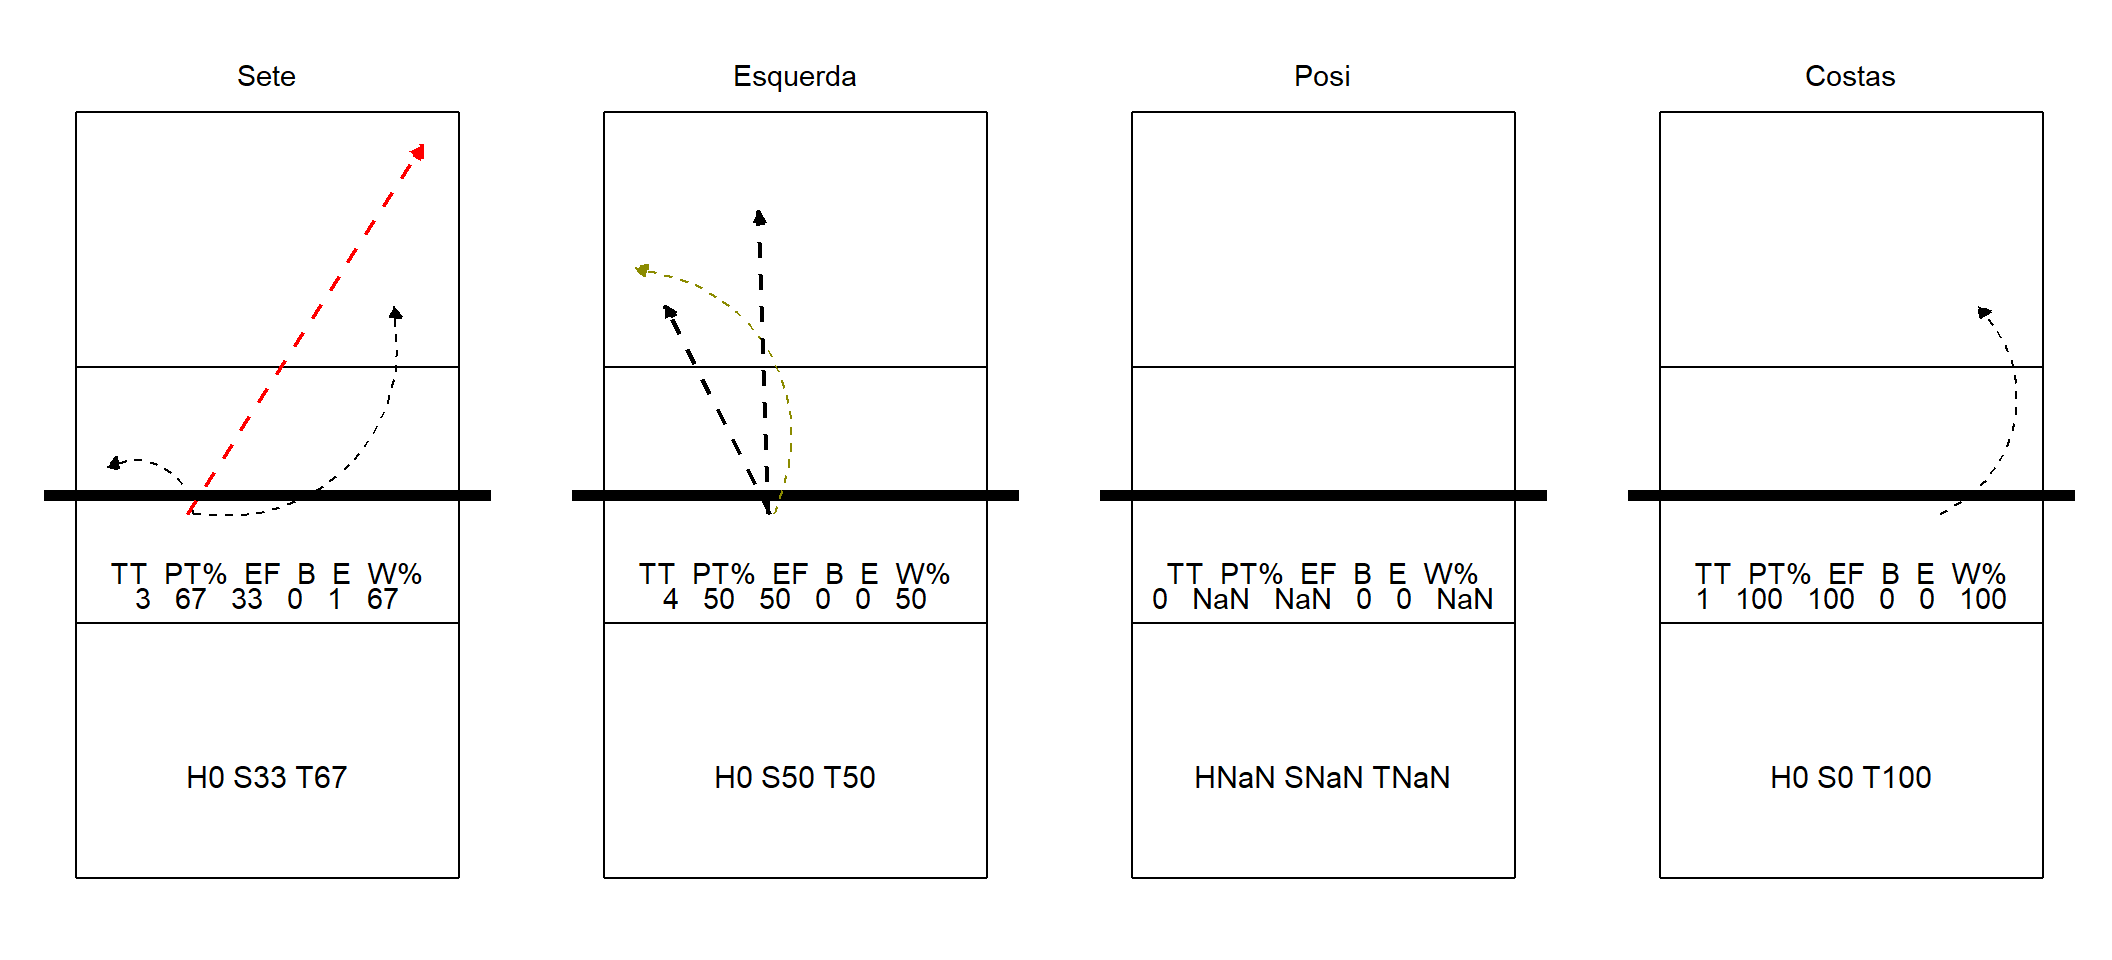 Sete
TT PT% EF B E W%
3 67 33 0 1 67
H0 S33 T67
Esquerda
TT PT% EF B E W%
4 50 50 0 0 50
H0 S50 T50
Posi
TT PT% EF B E W%
0 NaN NaN 0 0 NaN
HNaN SNaN TNaN
Costas
TT PT% EF B E W%
1 100 100 0 0 100
H0 S0 T100